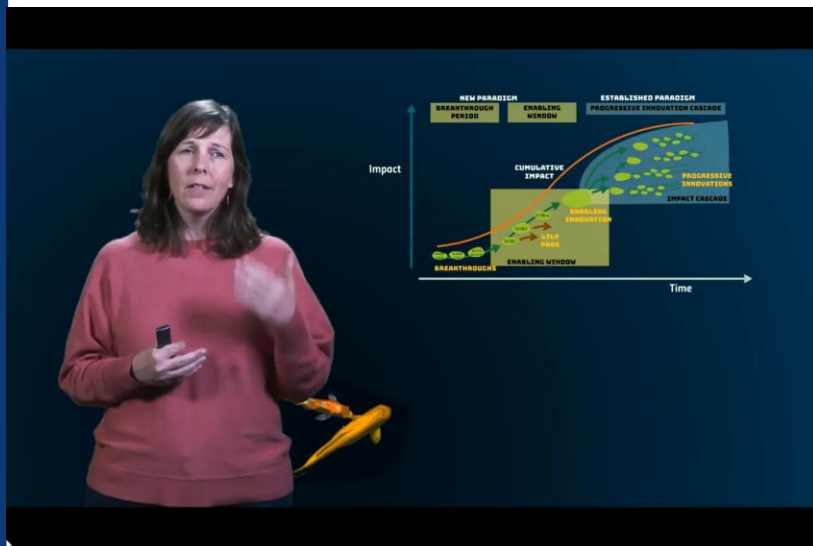 NEW PARADIGM
BREAKTHROUGH
PERIOD
ENABLING
WINDOW
ESTABLISHED PARADIGM
PROGRESSIVE INNOVATION CASCADE
Impact
CUMULATIVE
IMPACT
PROGRESSIVE
INNOVATIONS
IMPACT CASCADE
ENABLING
INNOVATION
LILY
PADS
ENABLING WINDOW
BREAKTHROUGHS
Time